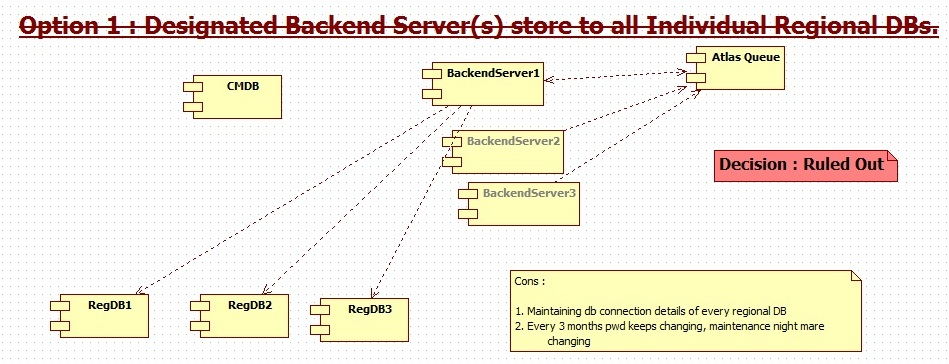 Option 1 : Designated Backend Server(s) store to all Individual Regional DBs.
CMDB
BackendServer1
Atlas Queue
BackendServer2
Decision : Ruled Out
BackendServer3
Cons :
1. Maintaining db connection details of every regional DB
2. Every 3 months pwd keeps changing, maintenance night mare
changing
RegDB1
RegDB2
RegDB3